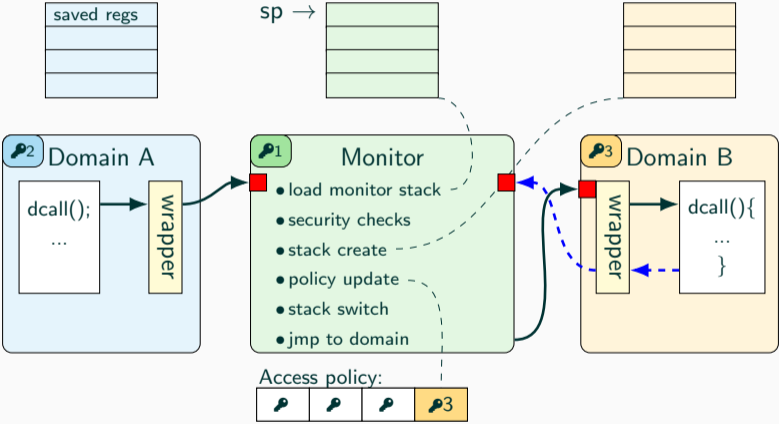 saved regs
sp →
2 Domain A
1 Monitor
3 Domain B
dcall();
...
wrapper
• load monitor stack
• security checks
• stack create
• policy update
• stack switch
• jmp to domain
wrapper
dcall(){
...
}
Access policy:
3